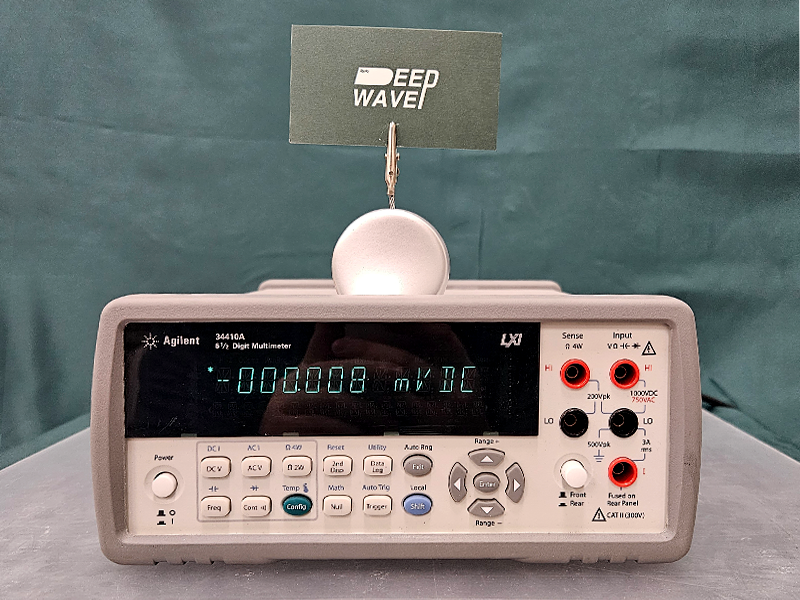 DEEP
WAVE
Agilent
34410A
6½ Digit Multimeter
LXI
* -000.008 mV DC
Sense
Ω 4W
Input
HI
HI
1000VDC
750VAC
200Vpk
LO
LO
500Vpk
3A
rms
I
Front
Rear
Fused on
Rear Panel
CAT II (300V)
Power
O
I
DC I
AC I
Ω 4W
Reset
Utility
Auto Rng
DC V
AC V
Ω 2W
2nd
Disp
Data
Log
Temp
Math
Auto Trig
Local
Freq
Cont
Config
Null
Trigger
Shift
Range +
Enter
Range –